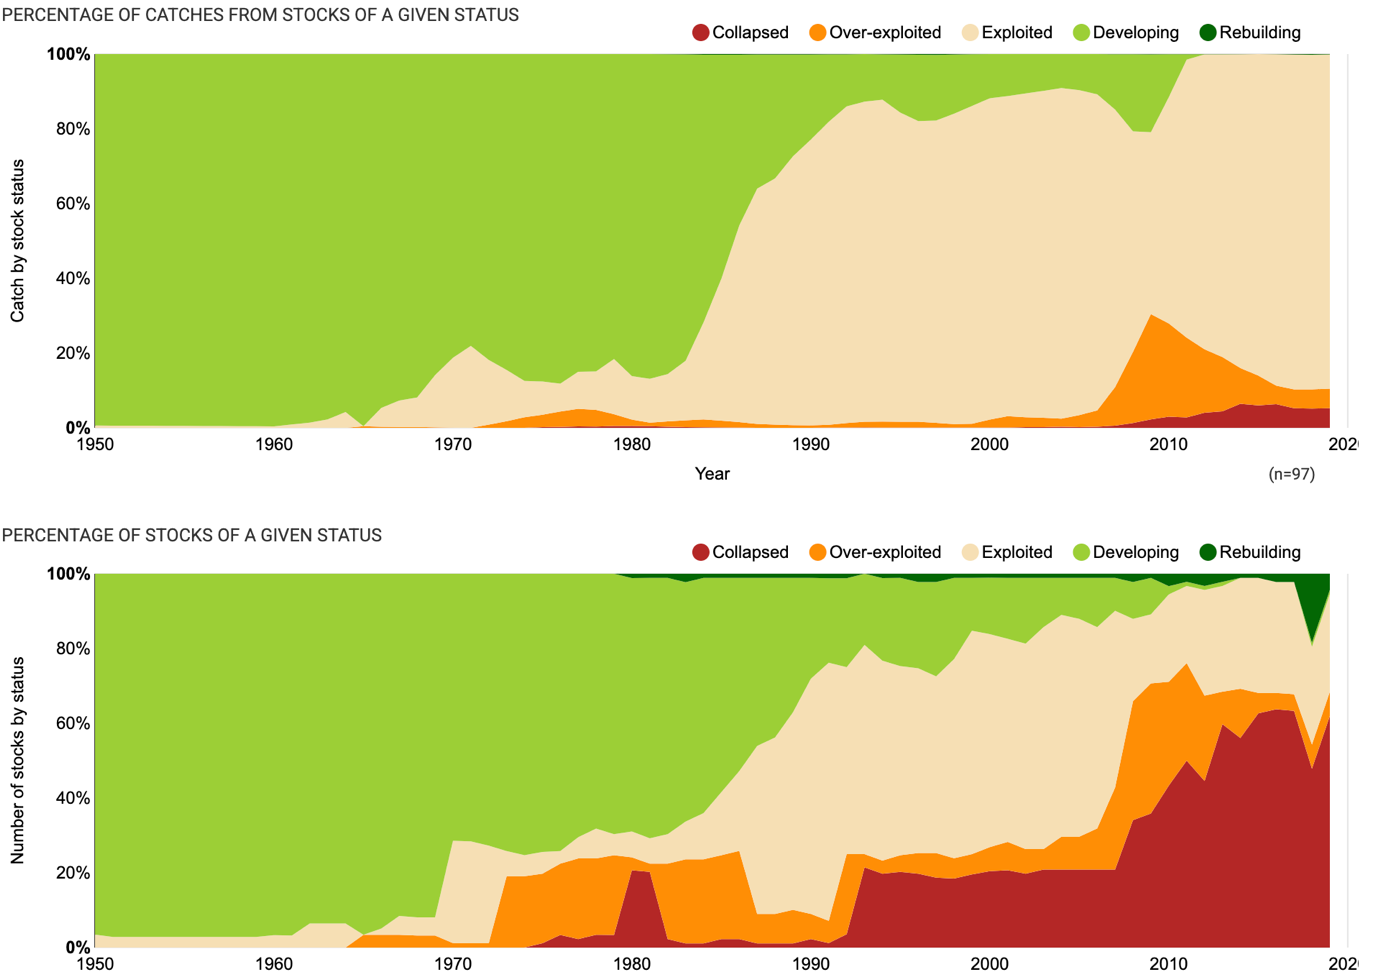 PERCENTAGE OF CATCHES FROM STOCKS OF A GIVEN STATUS
Collapsed Over-exploited Exploited Developing Rebuilding
100%
80%
60%
40%
20%
0%
Catch by stock status
1950 1960 1970 1980 1990 2000 2010 202
Year
(n=97)
PERCENTAGE OF STOCKS OF A GIVEN STATUS
Collapsed Over-exploited Exploited Developing Rebuilding
100%
80%
60%
40%
20%
0%
Number of stocks by status
1950 1960 1970 1980 1990 2000 2010 202